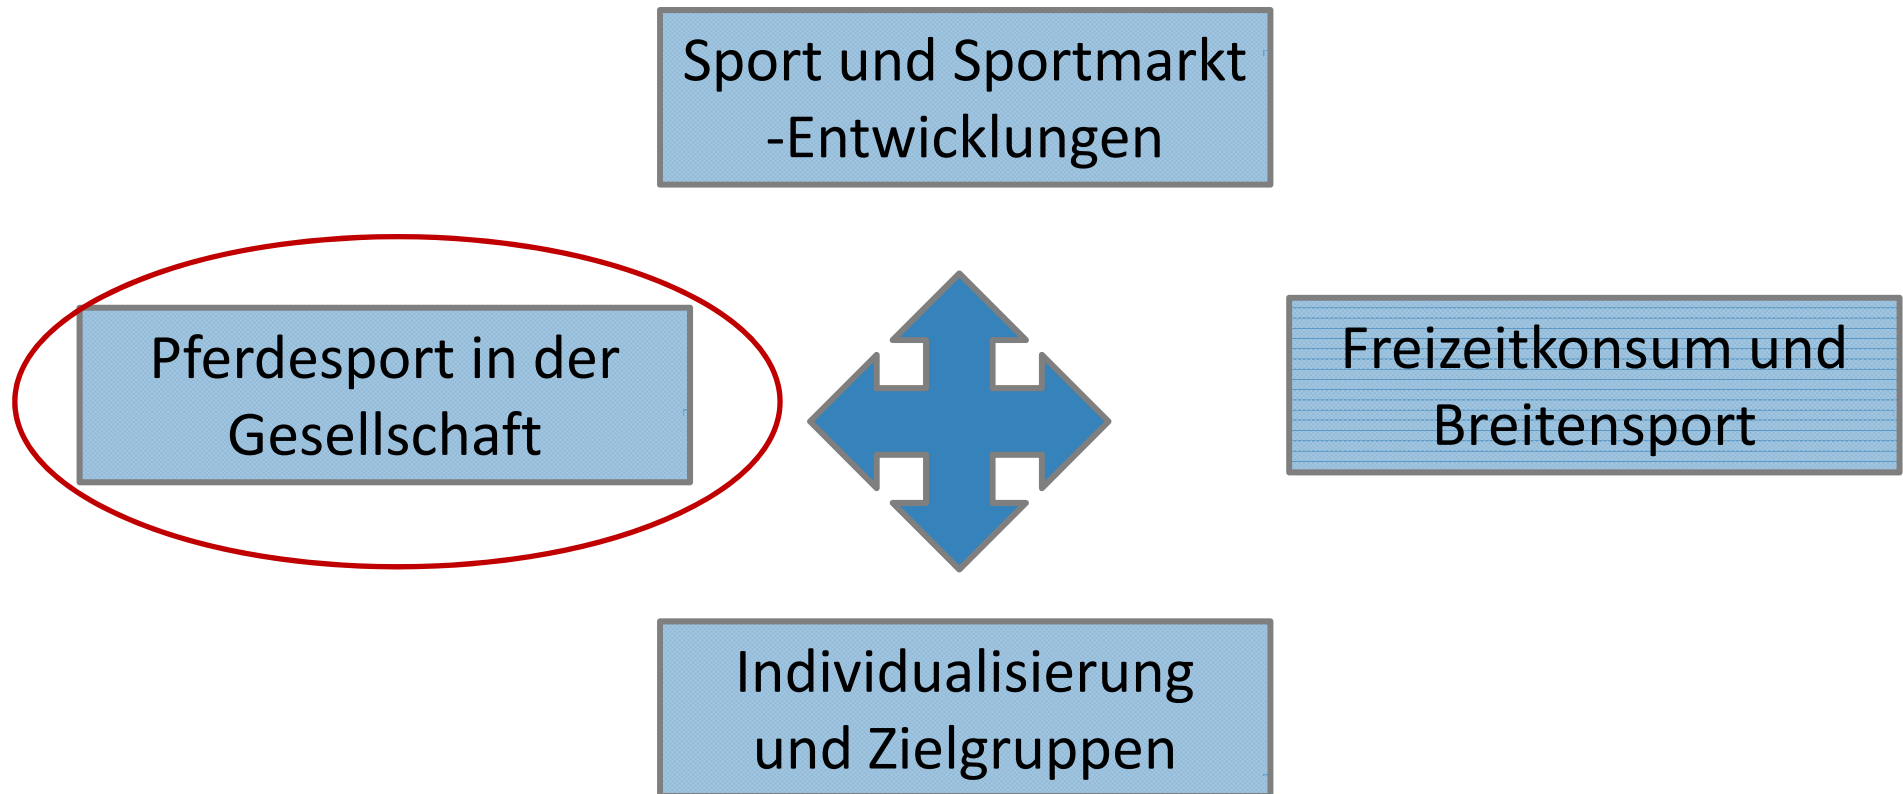 Sport und Sportmarkt
-Entwicklungen
Pferdesport in der
Gesellschaft
Freizeitkonsum und
Breitensport
Individualisierung
und Zielgruppen